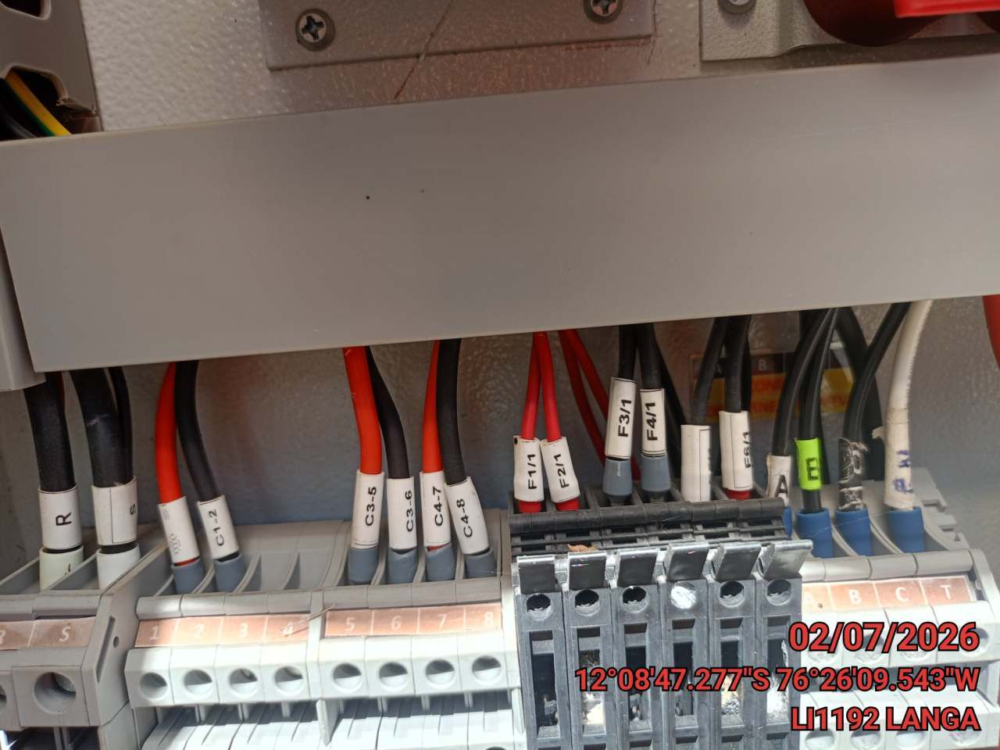 B
R
S
C1-2
C3-5
C3-6
C4-7
C4-8
F1/1
F2/1
F3/1
F4/1
F6/1
A
B
S
1 2 3 4 5 6 7 8
B C T
02/07/2026
12°08'47.277"S 76°26'09.543"W
LI1192 LANGA